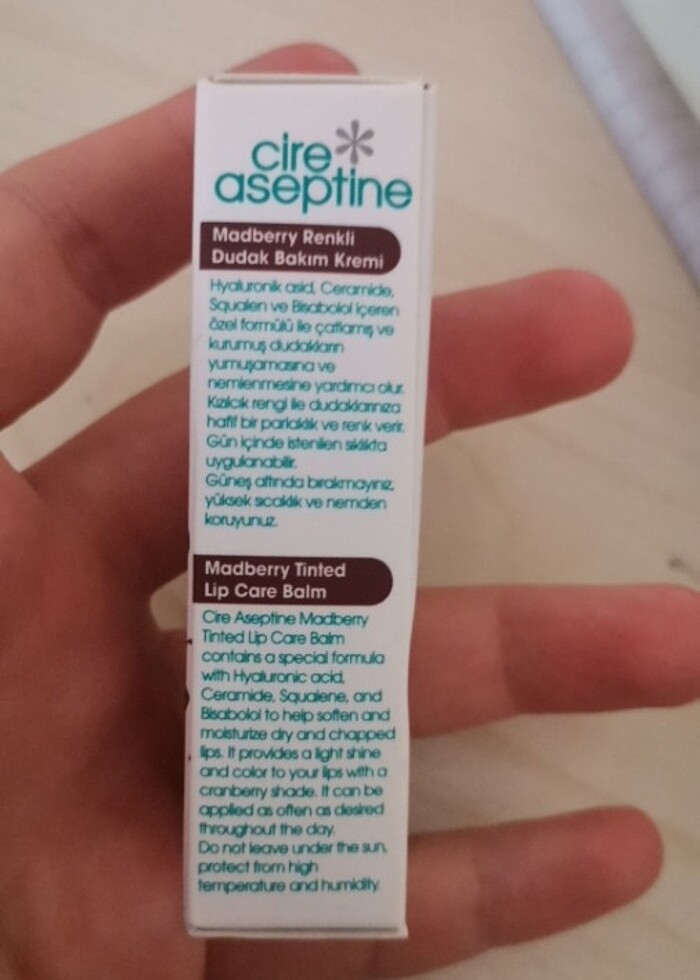 cire
aseptine
Madberry Renkli
Dudak Bakım Kremi
Hyaluronik asid, Ceramide,
Squalen ve Bisabolol içeren
özel formülü ile çatlamış ve
kurumuş dudakların
yumuşamasına ve
nemlenmesine yardımcı olur.
Kızılcık rengi ile dudaklarınıza
hafif bir parlaklık ve renk verir.
Gün içinde istenilen sıklıkta
uygulanabilir.
Güneş altında bırakmayınız,
yüksek sıcaklık ve nemden
koruyunuz.
Madberry Tinted
Lip Care Balm
Cire Aseptine Madberry
Tinted Lip Care Balm
contains a special formula
with Hyaluronic acid,
Ceramide, Squalene, and
Bisabolol to help soften and
moisturize dry and chapped
lips. It provides a light shine
and color to your lips with a
cranberry shade. It can be
applied as often as desired
throughout the day.
Do not leave under the sun,
protect from high
temperature and humidity.